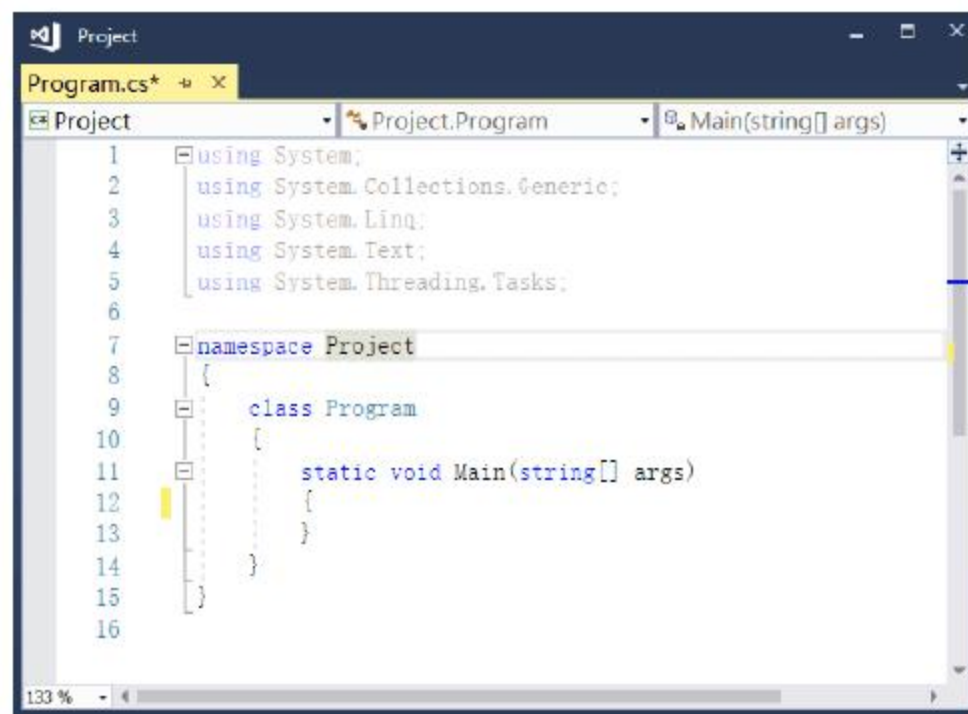 Project
Program.cs*
Project Project.Program Main(string[] args)
1 using System;
2 using System.Collections.Generic;
3 using System.Linq;
4 using System.Text;
5 using System.Threading.Tasks;
6
7 namespace Project
8 {
9 class Program
10 {
11 static void Main(string[] args)
12 {
13 }
14 }
15 }
16
133 %